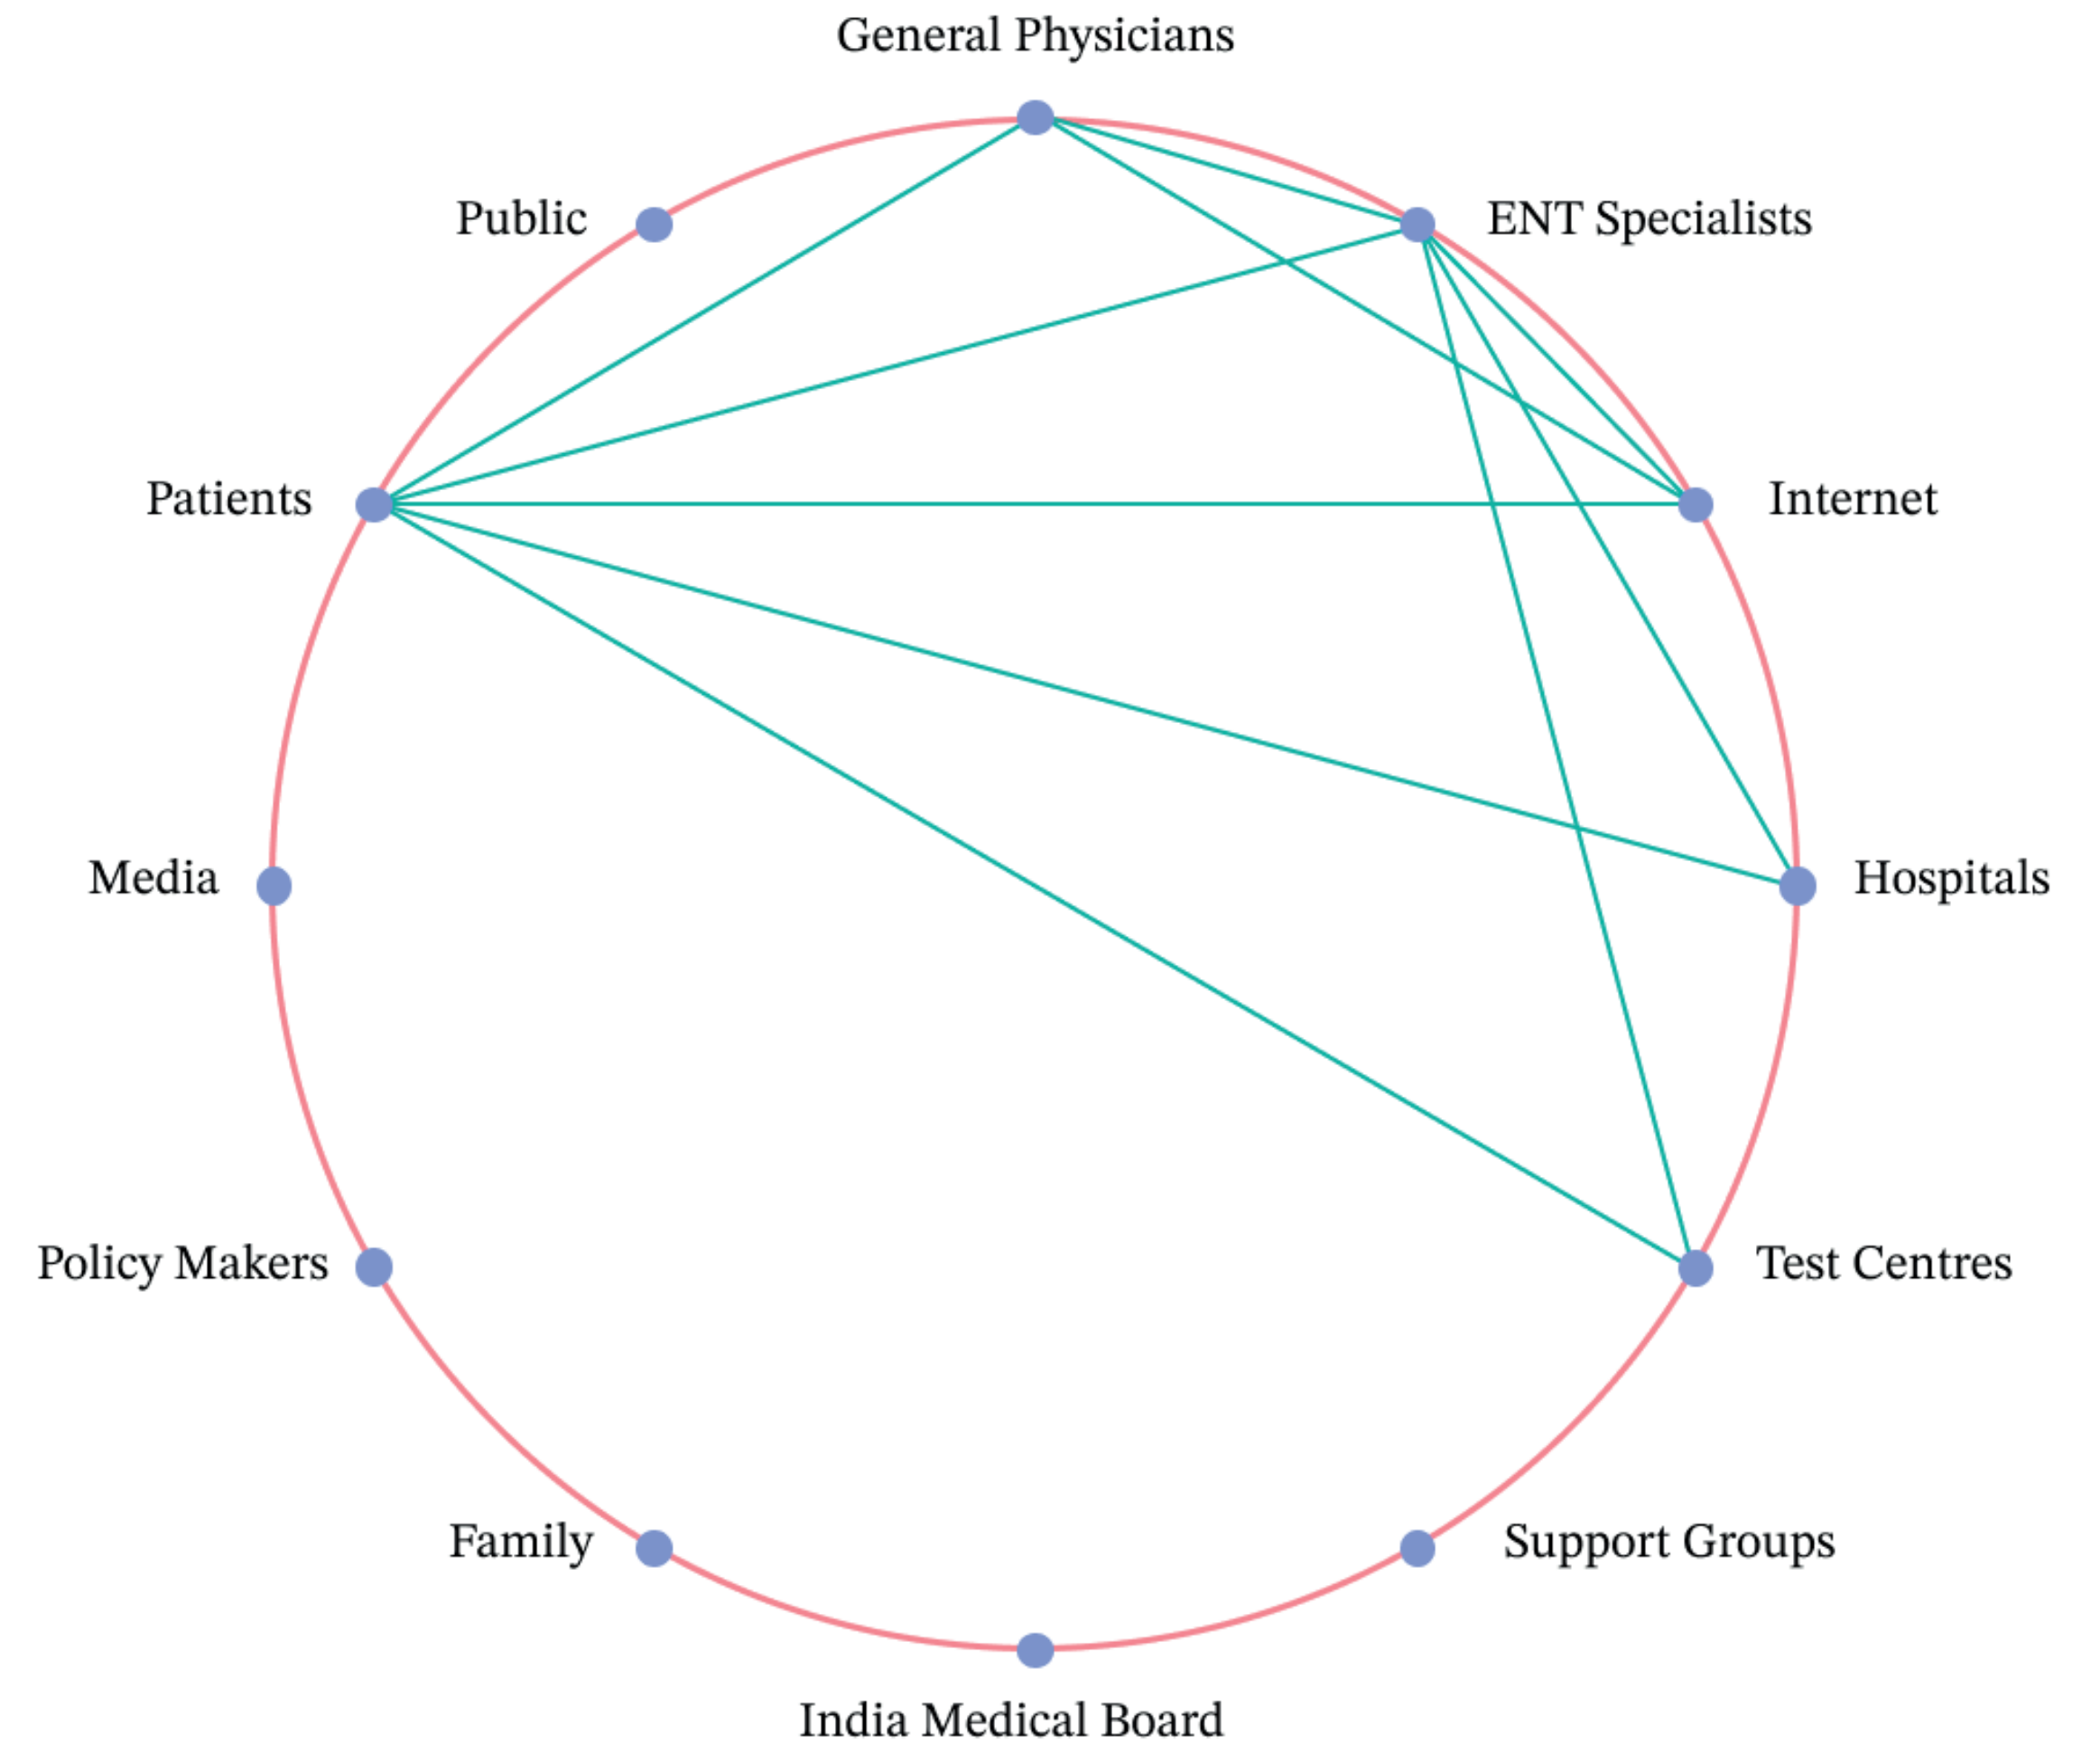 General Physicians
Public
ENT Specialists
Patients
Internet
Media
Hospitals
Policy Makers
Test Centres
Family
Support Groups
India Medical Board